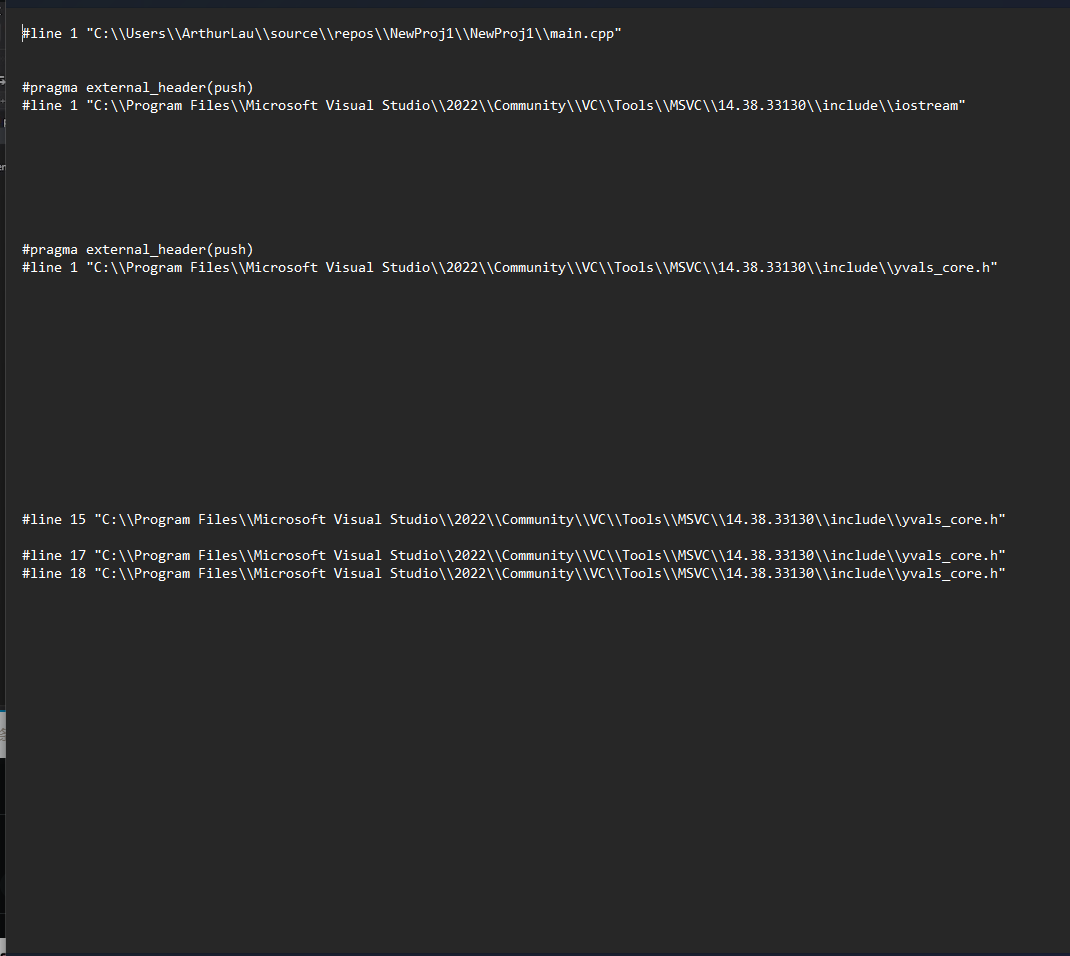 #line 1 "C:\\Users\\ArthurLau\\source\\repos\\NewProj1\\NewProj1\\main.cpp"
#pragma external_header(push)
#line 1 "C:\\Program Files\\Microsoft Visual Studio\\2022\\Community\\VC\\Tools\\MSVC\\14.38.33130\\include\\iostream"
#pragma external_header(push)
#line 1 "C:\\Program Files\\Microsoft Visual Studio\\2022\\Community\\VC\\Tools\\MSVC\\14.38.33130\\include\\yvals_core.h"
#line 15 "C:\\Program Files\\Microsoft Visual Studio\\2022\\Community\\VC\\Tools\\MSVC\\14.38.33130\\include\\yvals_core.h"
#line 17 "C:\\Program Files\\Microsoft Visual Studio\\2022\\Community\\VC\\Tools\\MSVC\\14.38.33130\\include\\yvals_core.h"
#line 18 "C:\\Program Files\\Microsoft Visual Studio\\2022\\Community\\VC\\Tools\\MSVC\\14.38.33130\\include\\yvals_core.h"